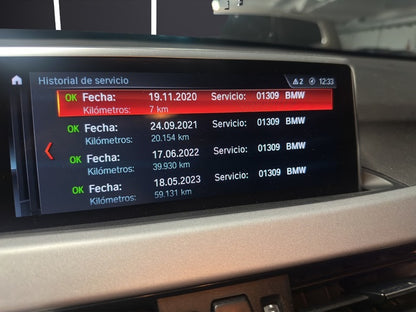 Historial de servicio 2 12:33
OK Fecha: 19.11.2020 Servicio: 01309 BMW
Kilómetros: 7 km
OK Fecha: 24.09.2021 Servicio: 01309 BMW
Kilómetros: 20.154 km
OK Fecha: 17.06.2022 Servicio: 01309 BMW
Kilómetros: 39.930 km
OK Fecha: 18.05.2023 Servicio: 01309 BMW
Kilómetros: 59.131 km